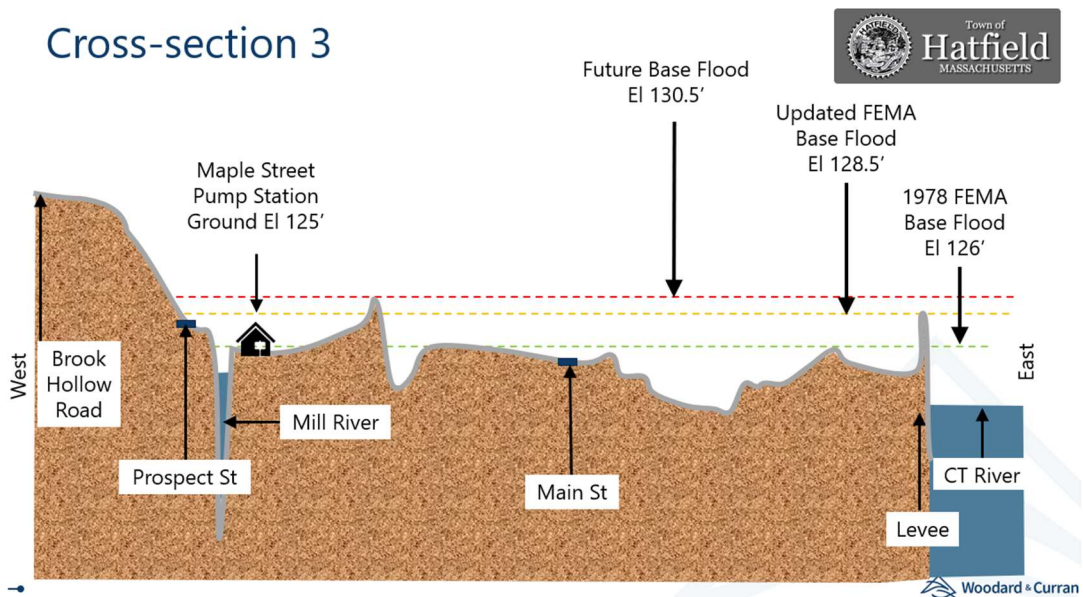 Cross-section 3
Town of
Hatfield
MASSACHUSETTS
Future Base Flood
El 130.5’
Updated FEMA
Base Flood
El 128.5’
Maple Street
Pump Station
Ground El 125’
1978 FEMA
Base Flood
El 126’
West
Brook
Hollow
Road
East
Mill River
Prospect St
Main St
CT River
Levee
Woodard & Curran